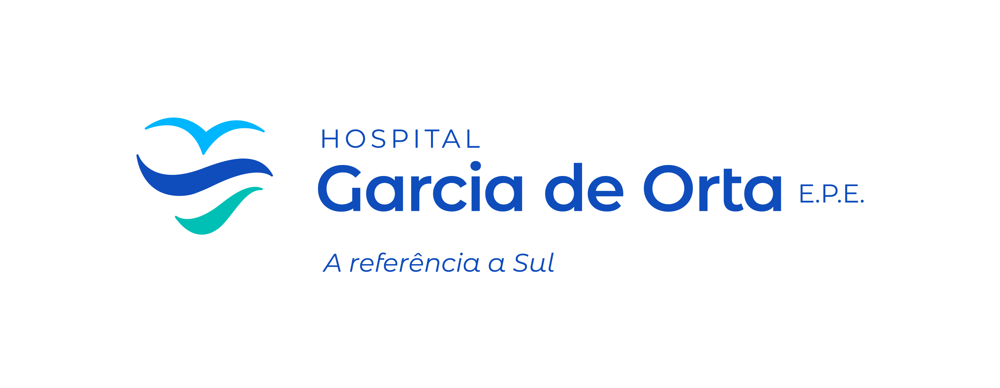 HOSPITAL
Garcia de Orta E.P.E.
A referência a Sul